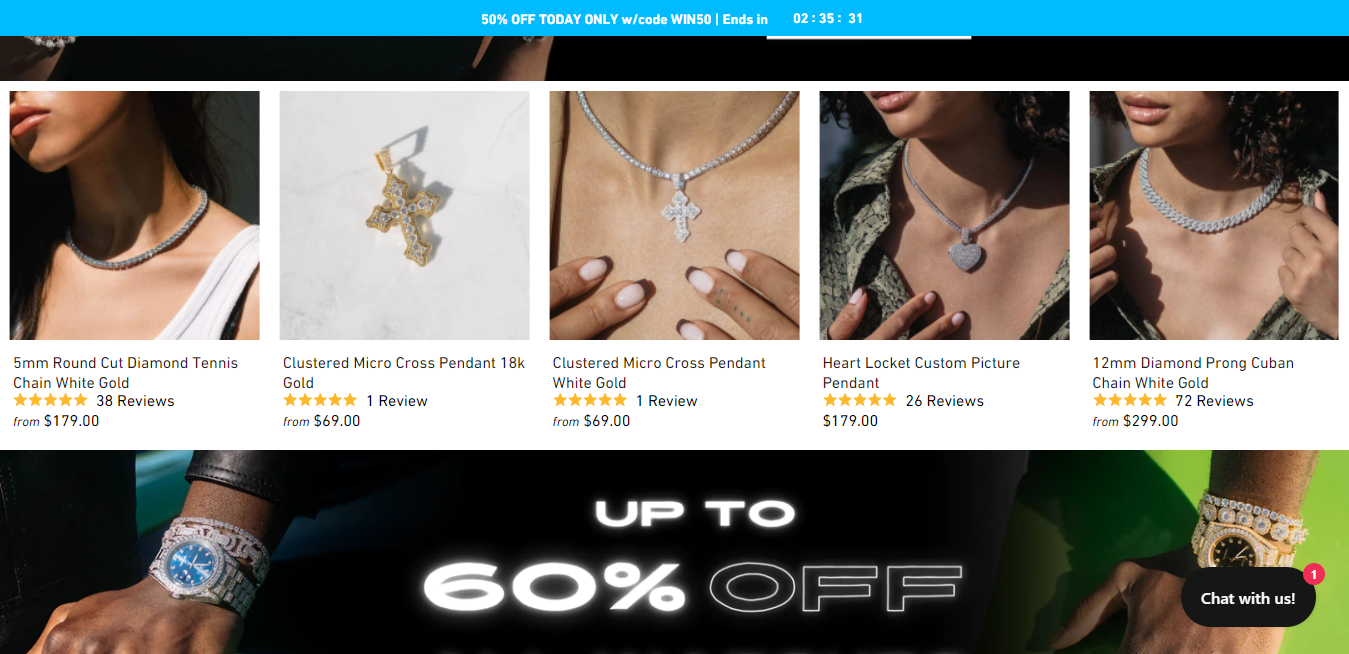 50% OFF TODAY ONLY w/code WIN50 | Ends in 02 : 35 : 31
5mm Round Cut Diamond Tennis
Chain White Gold
38 Reviews
from $179.00
Clustered Micro Cross Pendant 18k
Gold
1 Review
from $69.00
Clustered Micro Cross Pendant
White Gold
1 Review
from $69.00
Heart Locket Custom Picture
Pendant
26 Reviews
$179.00
12mm Diamond Prong Cuban
Chain White Gold
72 Reviews
from $299.00
UP TO
60% OFF
1
Chat with us!